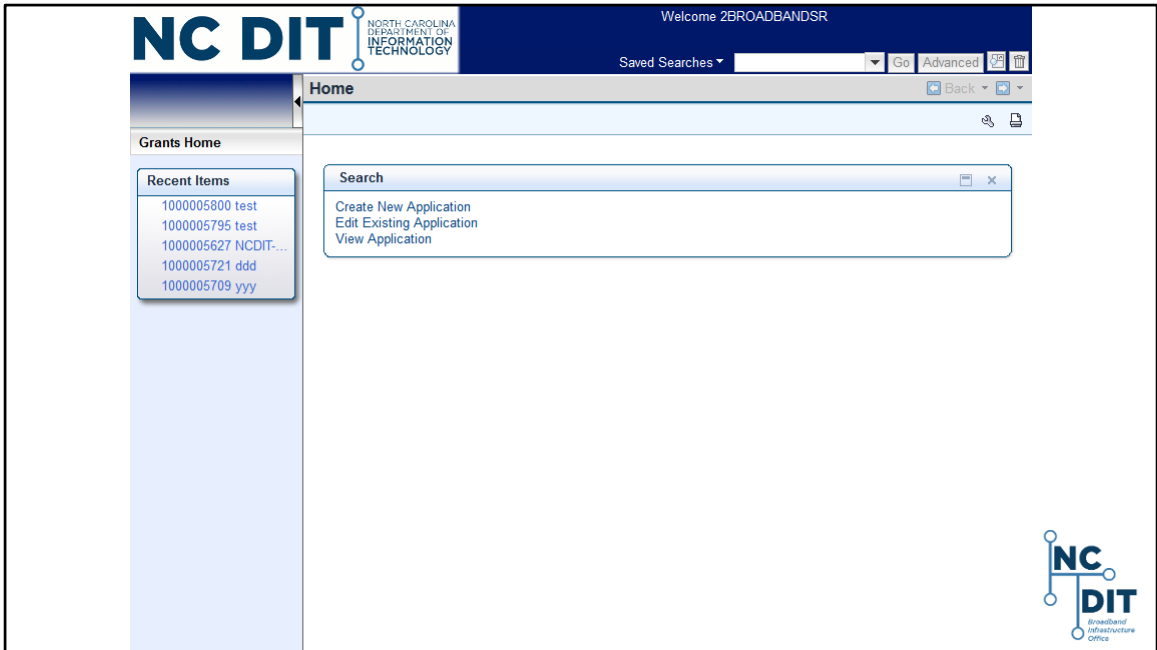 NC DIT
NORTH CAROLINA
DEPARTMENT OF
INFORMATION
TECHNOLOGY
Welcome 2BROADBANDSR
Saved Searches
Go
Advanced
Home
Back
Grants Home
Recent Items
1000005800 test
1000005795 test
1000005627 NCDIT-...
1000005721 ddd
1000005709 yyy
Search
Create New Application
Edit Existing Application
View Application
NC
DIT
Broadband
Infrastructure
Office